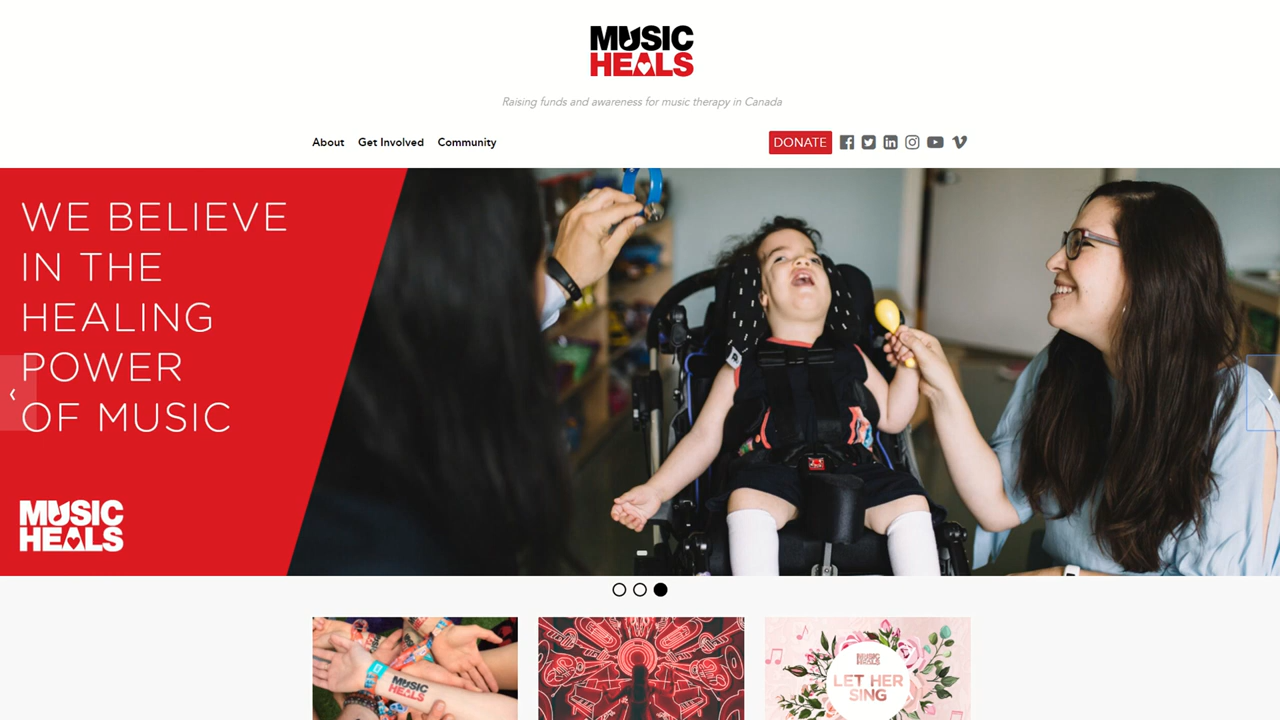 MUSIC
HEALS
Raising funds and awareness for music therapy in Canada
About Get Involved Community DONATE
WE BELIEVE
IN THE
HEALING
POWER
OF MUSIC
MUSIC
HEALS
MUSIC
HEALS
MUSIC
HEALS
LET HER
SING